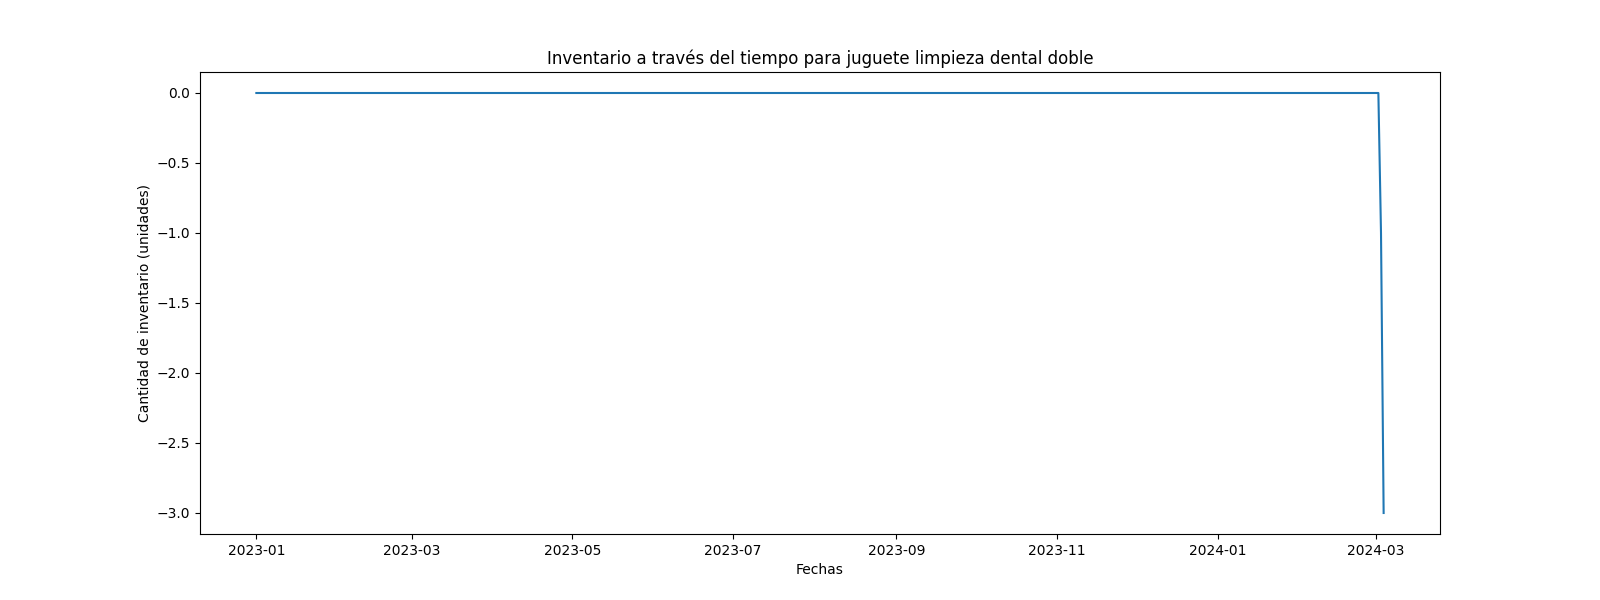 Inventario a través del tiempo para juguete limpieza dental doble
Cantidad de inventario (unidades)
0.0
−0.5
−1.0
−1.5
−2.0
−2.5
−3.0
2023-01 2023-03 2023-05 2023-07 2023-09 2023-11 2024-01 2024-03
Fechas